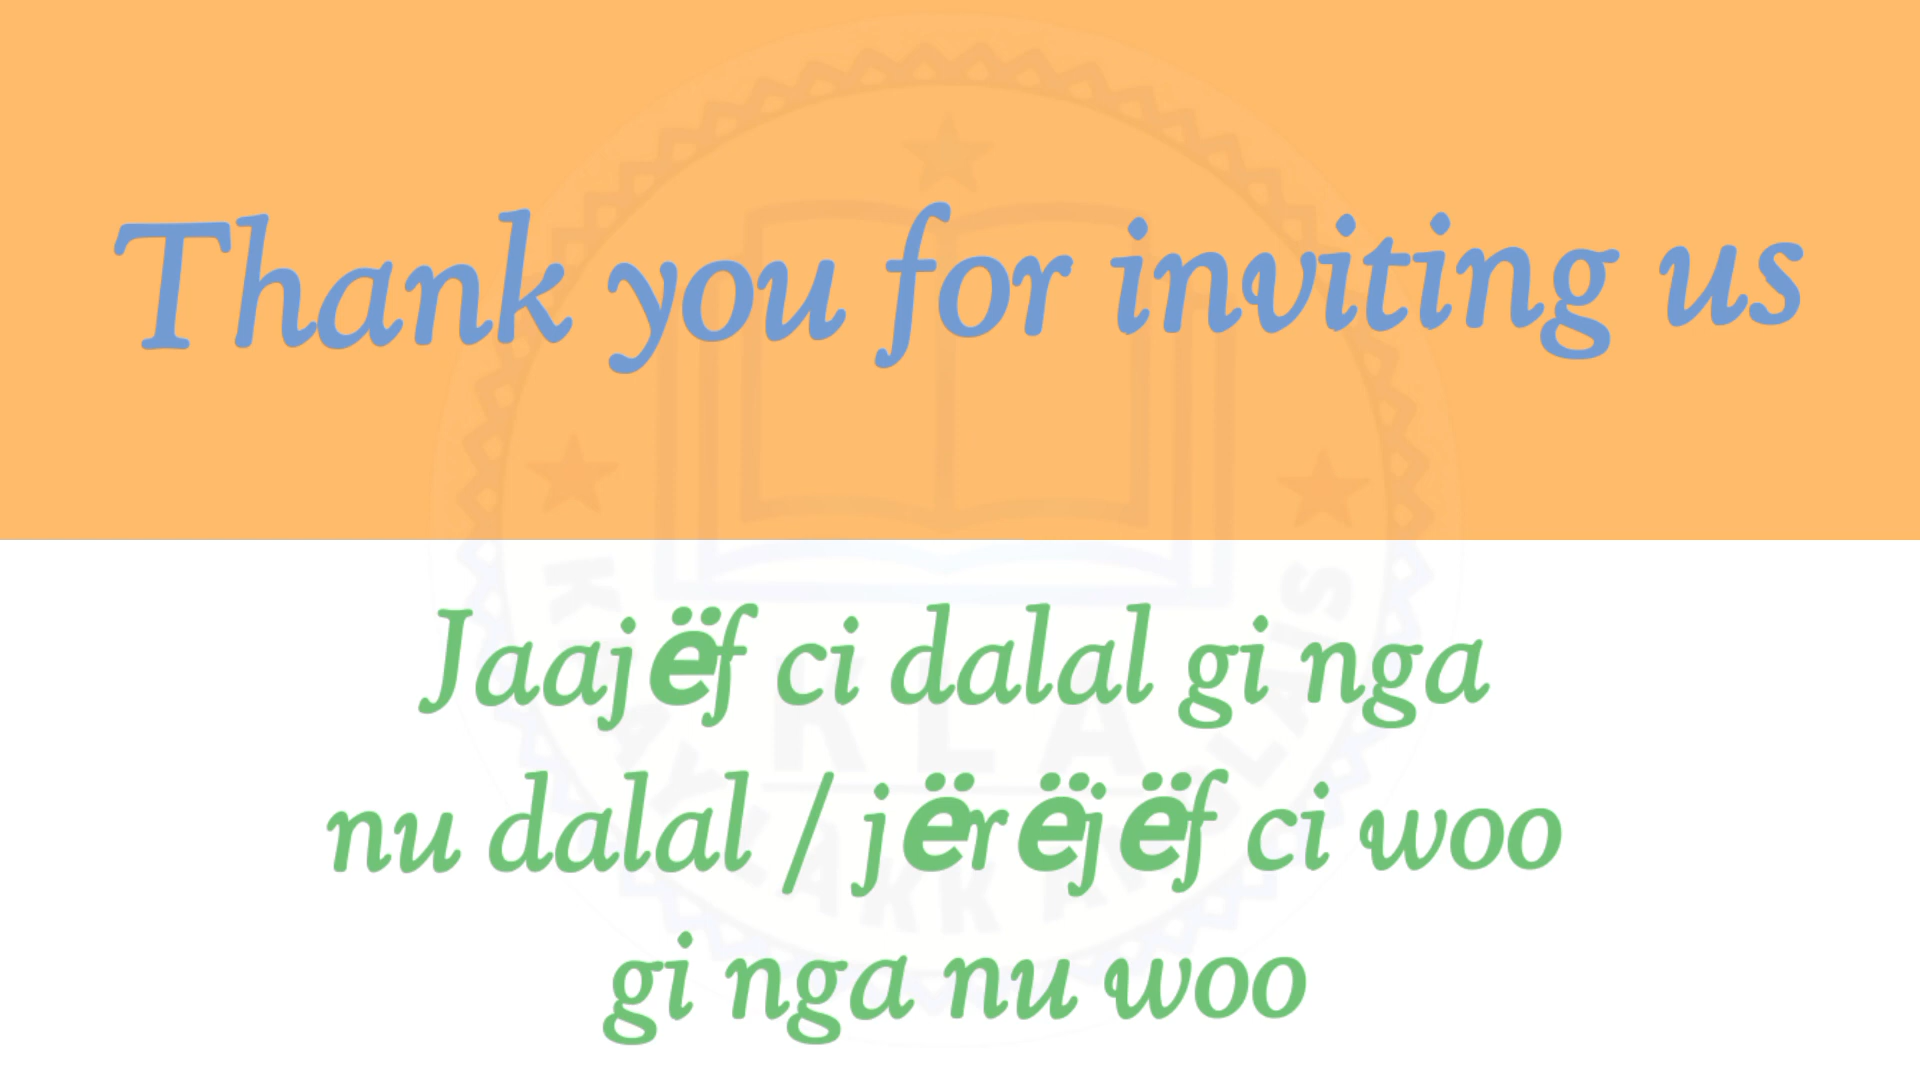 Thank you for inviting us
Jaajëf ci dalal gi nga
nu dalal / jërëjëf ci woo
gi nga nu woo
KLA